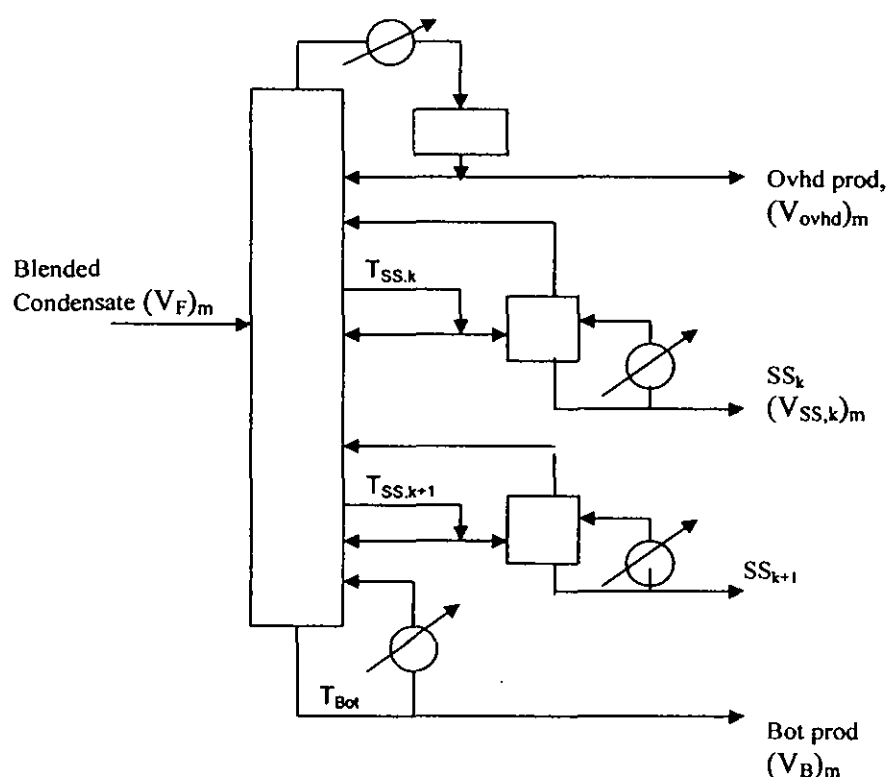 Ovhd prod,
(V_ovhd)_m
Blended
Condensate (V_F)_m
T_SS.k
SS_k
(V_SS,k)_m
T_SS.k+1
SS_k+1
T_Bot
Bot prod
(V_B)_m